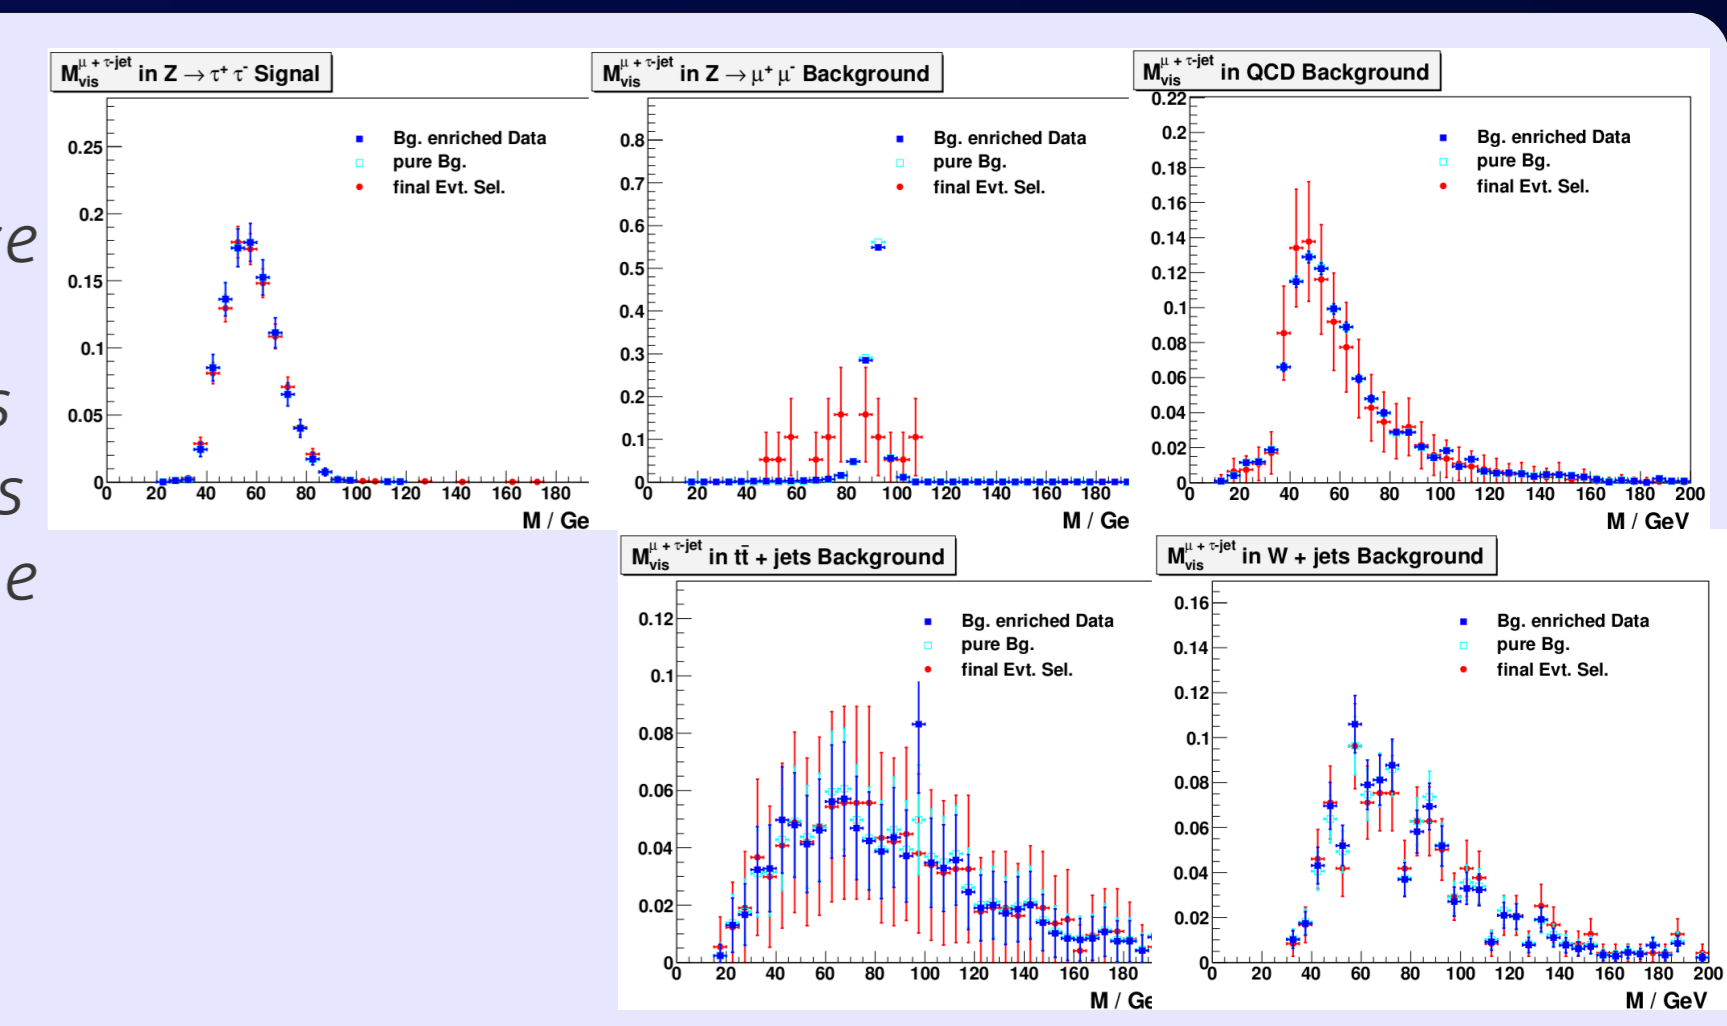 e
s
s
e
M_vis^{μ + τ-jet} in Z → τ⁺ τ⁻ Signal
Bg. enriched Data
pure Bg.
final Evt. Sel.
0.25
0.2
0.15
0.1
0.05
0
0 20 40 60 80 100 120 140 160 180
M / Ge
M_vis^{μ + τ-jet} in Z → μ⁺ μ⁻ Background
Bg. enriched Data
pure Bg.
final Evt. Sel.
0.8
0.7
0.6
0.5
0.4
0.3
0.2
0.1
0
0 20 40 60 80 100 120 140 160 180
M / Ge
M_vis^{μ + τ-jet} in QCD Background
Bg. enriched Data
pure Bg.
final Evt. Sel.
0.22
0.2
0.18
0.16
0.14
0.12
0.1
0.08
0.06
0.04
0.02
0
0 20 40 60 80 100 120 140 160 180 200
M / GeV
M_vis^{μ + τ-jet} in tt̄ + jets Background
Bg. enriched Data
pure Bg.
final Evt. Sel.
0.12
0.1
0.08
0.06
0.04
0.02
0
0 20 40 60 80 100 120 140 160 180
M / Ge
M_vis^{μ + τ-jet} in W + jets Background
Bg. enriched Data
pure Bg.
final Evt. Sel.
0.16
0.14
0.12
0.1
0.08
0.06
0.04
0.02
0
0 20 40 60 80 100 120 140 160 180 200
M / GeV